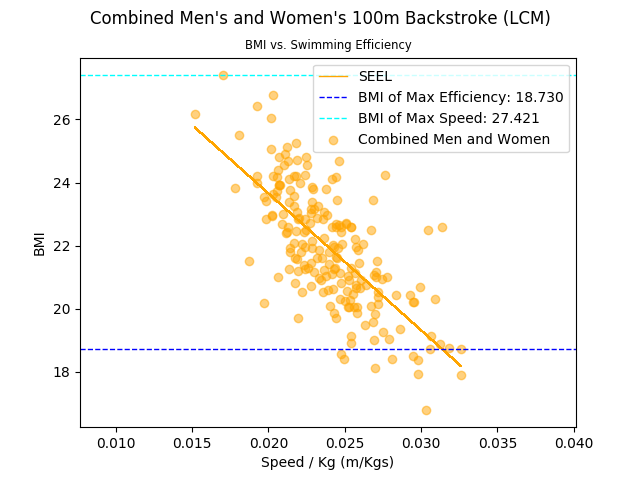 Combined Men's and Women's 100m Backstroke (LCM)
BMI vs. Swimming Efficiency
SEEL
BMI of Max Efficiency: 18.730
BMI of Max Speed: 27.421
Combined Men and Women
BMI
26
24
22
20
18
0.010 0.015 0.020 0.025 0.030 0.035 0.040
Speed / Kg (m/Kgs)